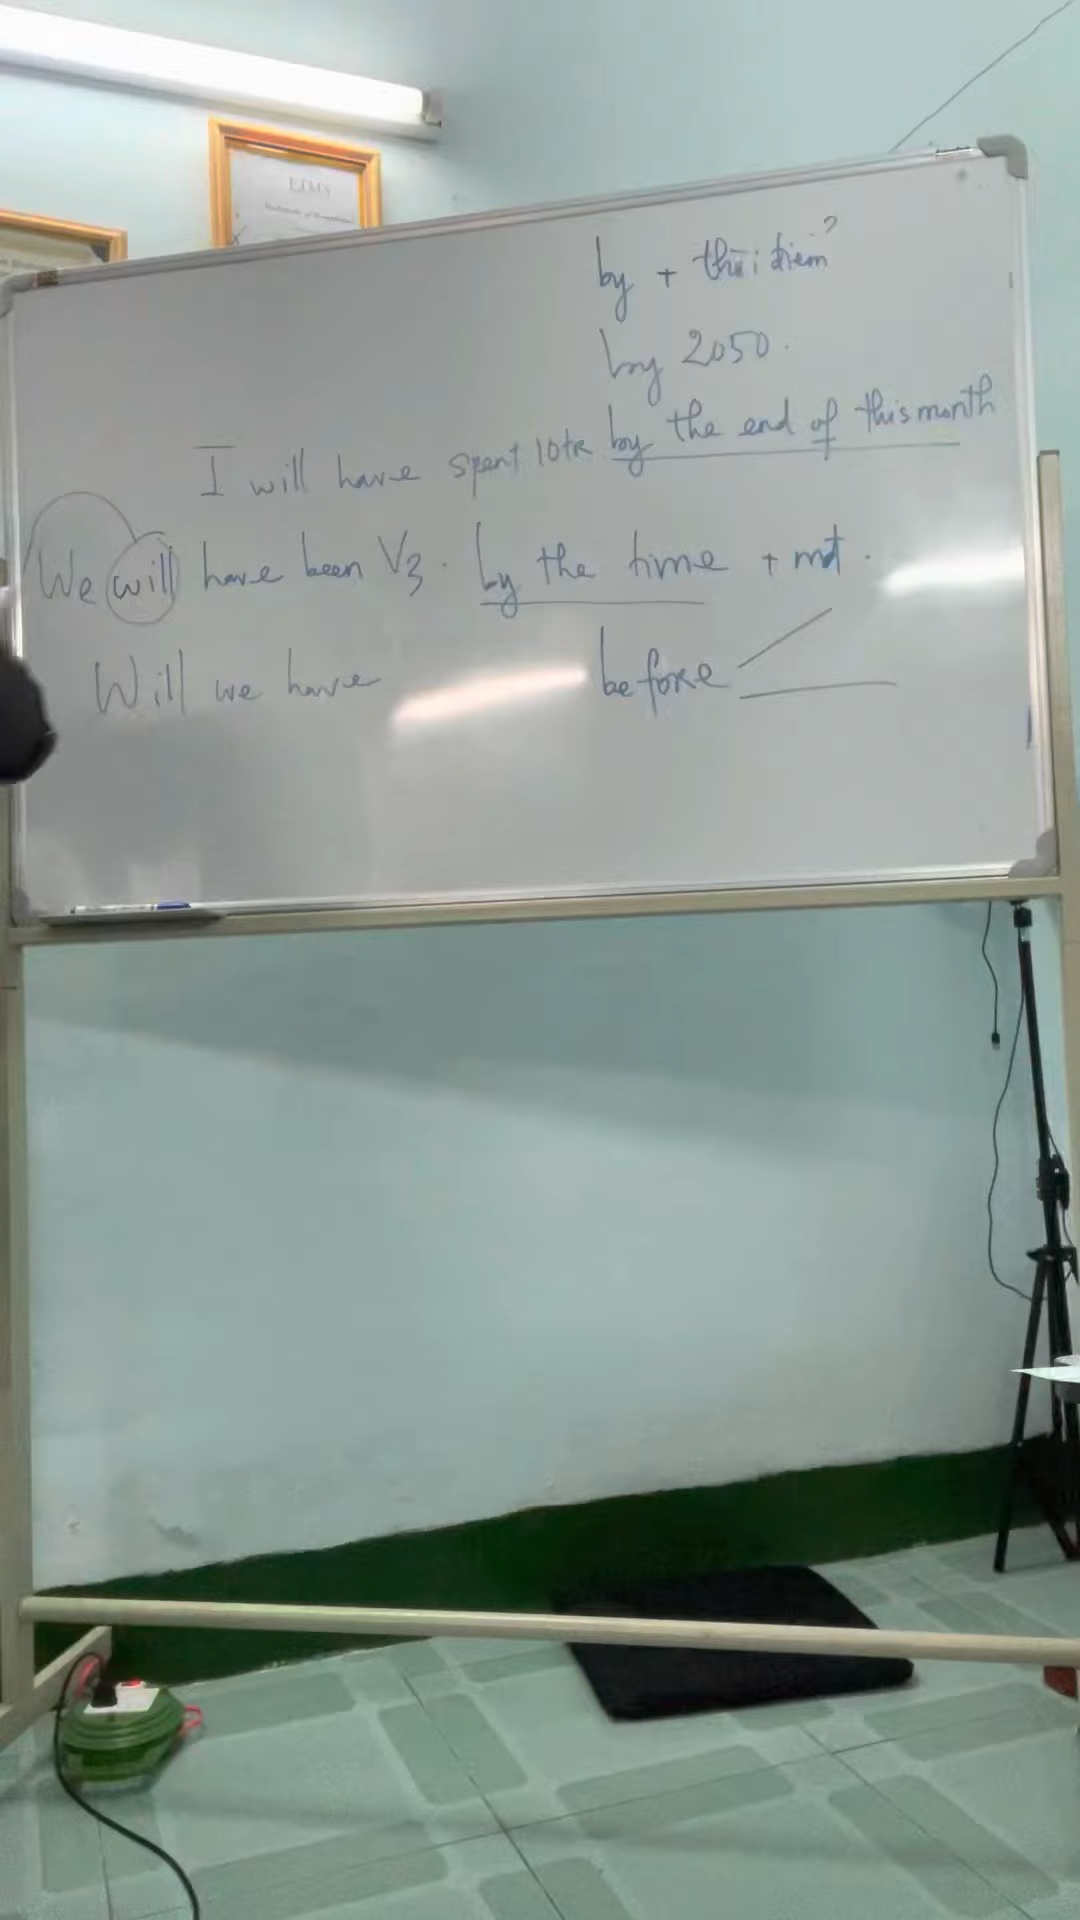 EIMS
by + thời điểm
by 2050.
I will have spent 10tr by the end of this month
We will have been V3. by the time + mđ.
Will we have before